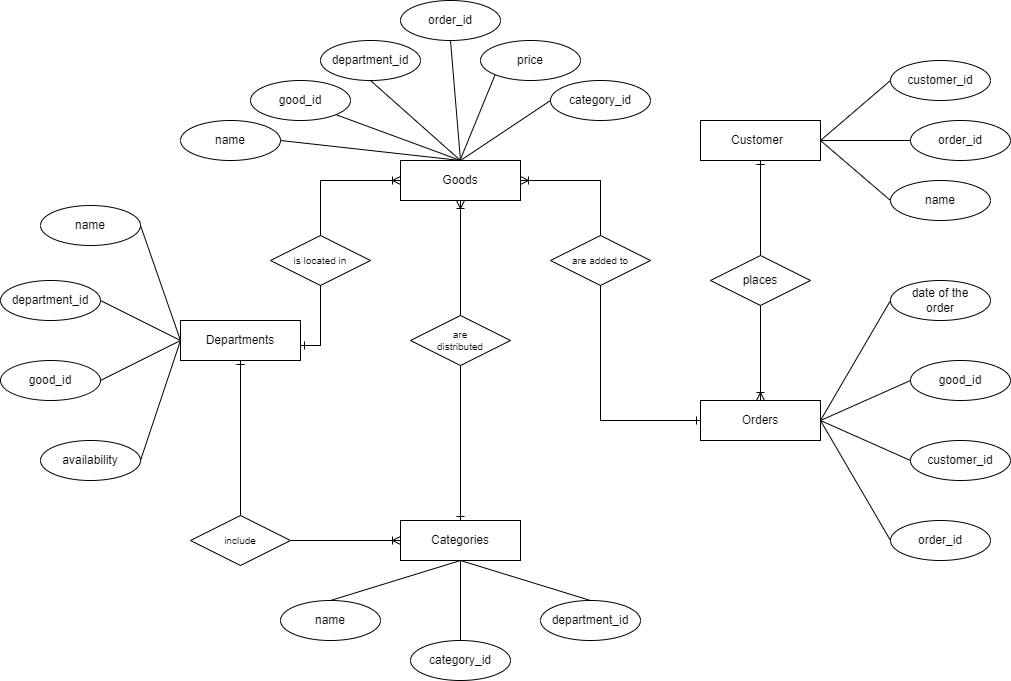 order_id
department_id
price
good_id
category_id
name
Goods
Customer
customer_id
order_id
name
name
department_id
good_id
availability
Departments
is located in
are
distributed
are added to
places
date of the
order
good_id
customer_id
order_id
Orders
include
Categories
name
category_id
department_id